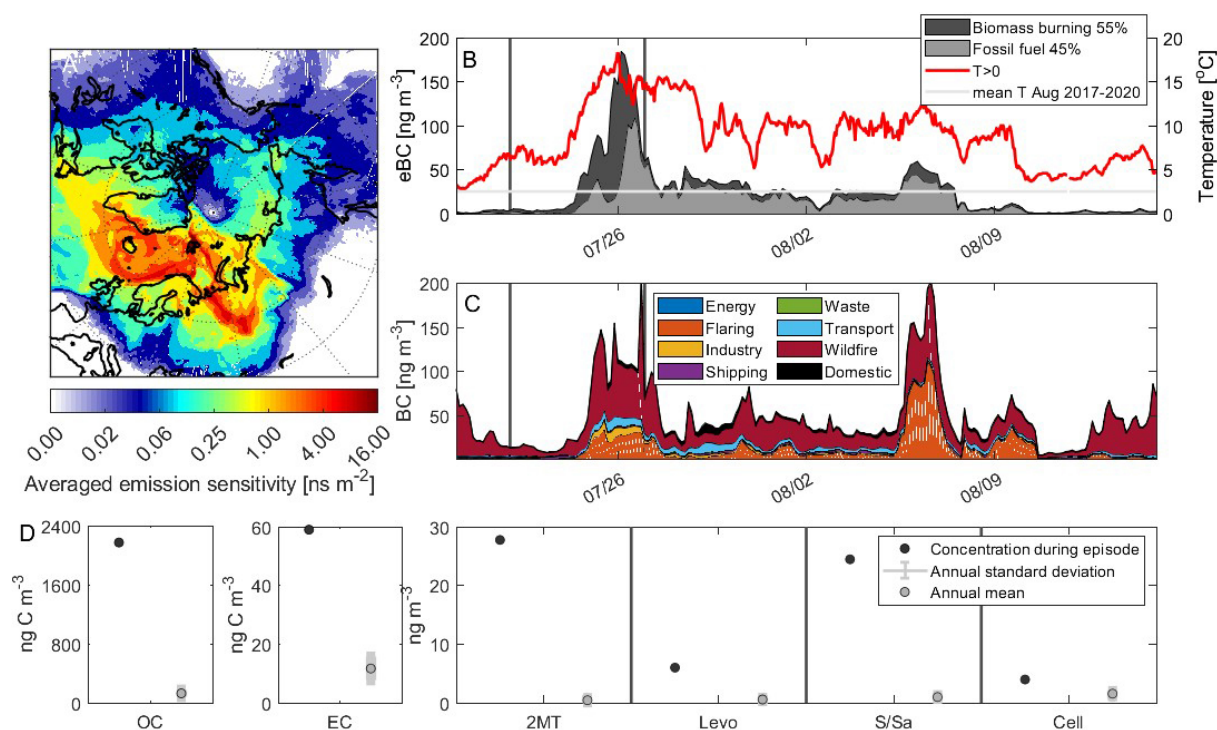 A
0.00
0.02
0.06
0.25
1.00
4.00
16.00
Averaged emission sensitivity [ns m⁻²]
B
eBC [ng m⁻³]
200
150
100
50
0
Biomass burning 55%
Fossil fuel 45%
T>0
mean T Aug 2017-2020
20
15
10
5
0
Temperature [°C]
07/26
08/02
08/09
C
BC [ng m⁻³]
200
150
100
50
Energy
Flaring
Industry
Shipping
Waste
Transport
Wildfire
Domestic
07/26
08/02
08/09
D
ng C m⁻³
2400
1600
800
0
OC
ng C m⁻³
60
40
20
0
EC
ng m⁻³
30
20
10
0
Concentration during episode
Annual standard deviation
Annual mean
2MT
Levo
S/Sa
Cell